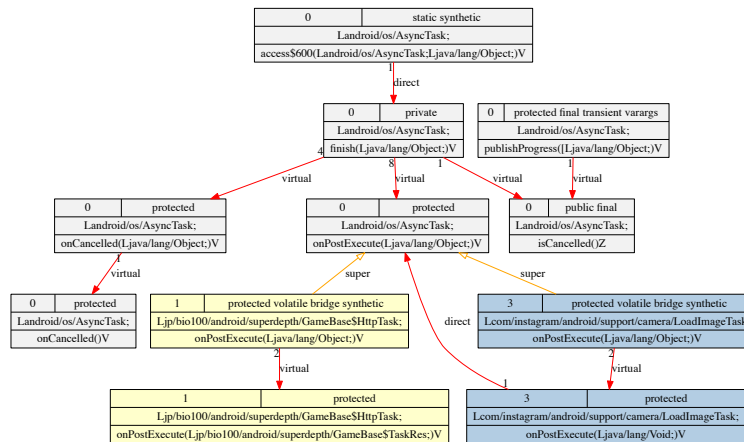 0 static synthetic
Landroid/os/AsyncTask;
access$600(Landroid/os/AsyncTask;Ljava/lang/Object;)V
1
direct
0 private
Landroid/os/AsyncTask;
finish(Ljava/lang/Object;)V
0 protected final transient varargs
Landroid/os/AsyncTask;
publishProgress([Ljava/lang/Object;)V
4
8
1
1
virtual
virtual
virtual
virtual
0 protected
Landroid/os/AsyncTask;
onCancelled(Ljava/lang/Object;)V
0 protected
Landroid/os/AsyncTask;
onPostExecute(Ljava/lang/Object;)V
0 public final
Landroid/os/AsyncTask;
isCancelled()Z
1
virtual
super
super
0 protected
Landroid/os/AsyncTask;
onCancelled()V
1 protected volatile bridge synthetic
Ljp/bio100/android/superdepth/GameBase$HttpTask;
onPostExecute(Ljava/lang/Object;)V
direct
3 protected volatile bridge synthetic
Lcom/instagram/android/support/camera/LoadImageTask
onPostExecute(Ljava/lang/Object;)V
2
virtual
2
virtual
1
1 protected
Ljp/bio100/android/superdepth/GameBase$HttpTask;
onPostExecute(Ljp/bio100/android/superdepth/GameBase$TaskRes;)V
3 protected
Lcom/instagram/android/support/camera/LoadImageTask;
onPostExecute(Ljava/lang/Void;)V